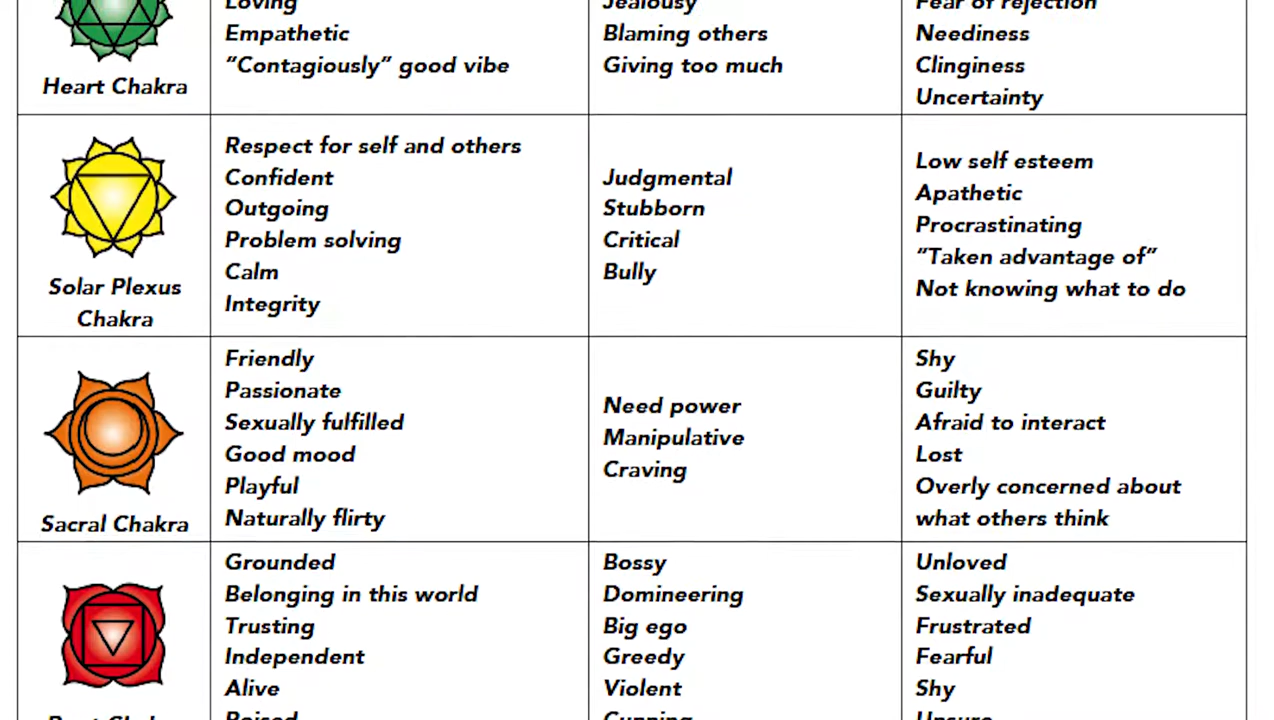 Loving
Empathetic
“Contagiously” good vibe
Jealousy
Blaming others
Giving too much
Fear of rejection
Neediness
Clinginess
Uncertainty
Heart Chakra
Respect for self and others
Confident
Outgoing
Problem solving
Calm
Integrity
Judgmental
Stubborn
Critical
Bully
Low self esteem
Apathetic
Procrastinating
“Taken advantage of”
Not knowing what to do
Solar Plexus
Chakra
Friendly
Passionate
Sexually fulfilled
Good mood
Playful
Naturally flirty
Need power
Manipulative
Craving
Shy
Guilty
Afraid to interact
Lost
Overly concerned about
what others think
Sacral Chakra
Grounded
Belonging in this world
Trusting
Independent
Alive
Poised
Bossy
Domineering
Big ego
Greedy
Violent
Cunning
Unloved
Sexually inadequate
Frustrated
Fearful
Shy
Unsure
Root Chakra